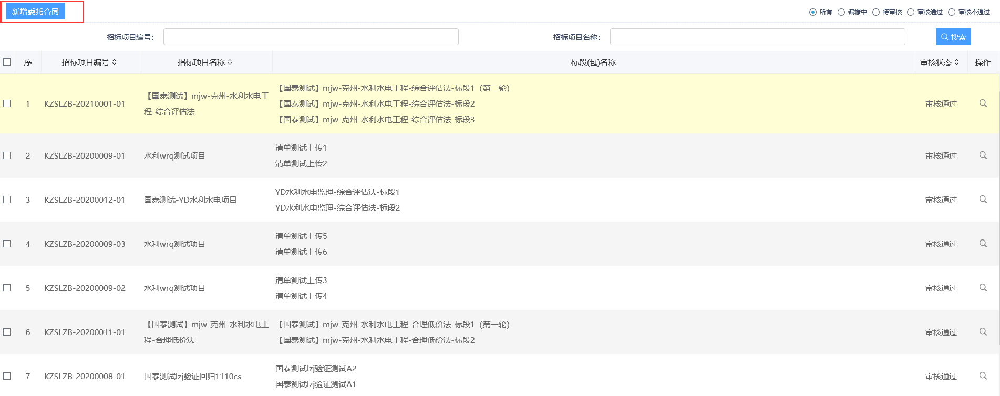 新增委托合同
所有 编辑中 待审核 审核通过 审核不通过
招标项目编号： 招标项目名称： 搜索
序 招标项目编号 招标项目名称 标段(包)名称 审核状态 操作
1 KZSLZB-20210001-01 【国泰测试】mjw-克州-水利水电工
程-综合评估法
【国泰测试】mjw-克州-水利水电工程-综合评估法-标段1（第一轮）
【国泰测试】mjw-克州-水利水电工程-综合评估法-标段2
【国泰测试】mjw-克州-水利水电工程-综合评估法-标段3
审核通过
2 KZSLZB-20200009-01 水利wrq测试项目
清单测试上传1
清单测试上传2
审核通过
3 KZSLZB-20200012-01 国泰测试-YD水利水电项目
YD水利水电监理-综合评估法-标段1
YD水利水电监理-综合评估法-标段2
审核通过
4 KZSLZB-20200009-03 水利wrq测试项目
清单测试上传5
清单测试上传6
审核通过
5 KZSLZB-20200009-02 水利wrq测试项目
清单测试上传3
清单测试上传4
审核通过
6 KZSLZB-20200011-01 【国泰测试】mjw-克州-水利水电工
程-合理低价法
【国泰测试】mjw-克州-水利水电工程-合理低价法-标段1（第一轮）
【国泰测试】mjw-克州-水利水电工程-合理低价法-标段2
审核通过
7 KZSLZB-20200008-01 国泰测试lzj验证回归1110cs
国泰测试lzj验证测试A2
国泰测试lzj验证测试A1
审核通过